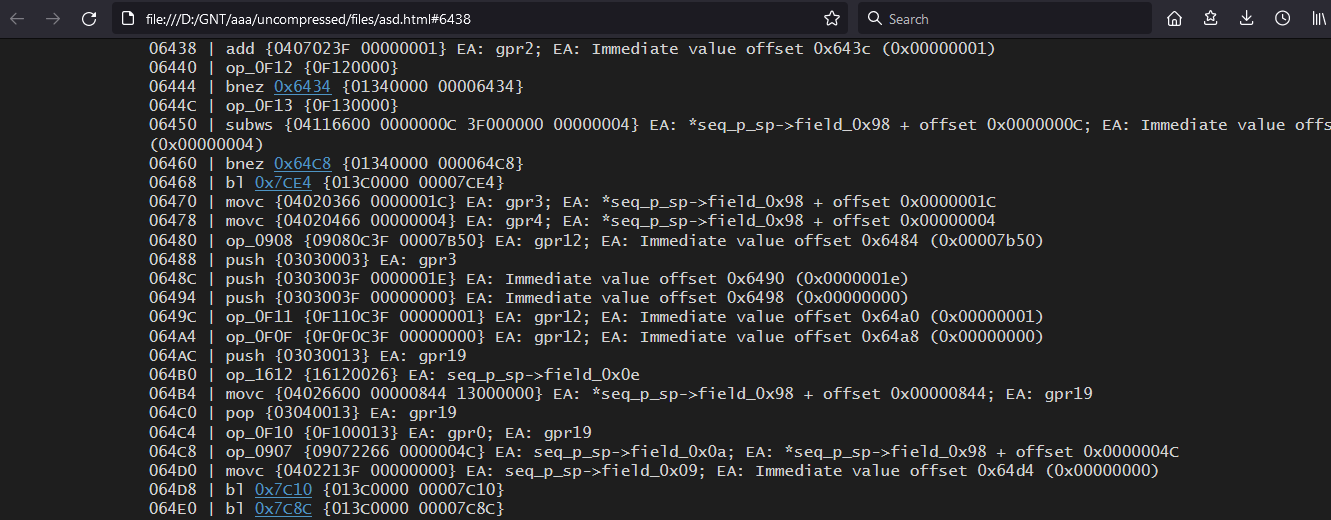 file:///D:/GNT/aaa/uncompressed/files/asd.html#6438
Search
06438 | add {0407023F 00000001} EA: gpr2; EA: Immediate value offset 0x643c (0x00000001)
06440 | op_0F12 {0F120000}
06444 | bnez 0x6434 {01340000 00006434}
0644C | op_0F13 {0F130000}
06450 | subws {04116600 0000000C 3F000000 00000004} EA: *seq_p_sp->field_0x98 + offset 0x0000000C; EA: Immediate value offs
(0x00000004)
06460 | bnez 0x64C8 {01340000 000064C8}
06468 | bl 0x7CE4 {013C0000 00007CE4}
06470 | movc {04020366 0000001C} EA: gpr3; EA: *seq_p_sp->field_0x98 + offset 0x0000001C
06478 | movc {04020466 00000004} EA: gpr4; EA: *seq_p_sp->field_0x98 + offset 0x00000004
06480 | op_0908 {09080C3F 00007B50} EA: gpr12; EA: Immediate value offset 0x6484 (0x00007b50)
06488 | push {03030003} EA: gpr3
0648C | push {0303003F 0000001E} EA: Immediate value offset 0x6490 (0x0000001e)
06494 | push {0303003F 00000000} EA: Immediate value offset 0x6498 (0x00000000)
0649C | op_0F11 {0F110C3F 00000001} EA: gpr12; EA: Immediate value offset 0x64a0 (0x00000001)
064A4 | op_0F0F {0F0F0C3F 00000000} EA: gpr12; EA: Immediate value offset 0x64a8 (0x00000000)
064AC | push {03030013} EA: gpr19
064B0 | op_1612 {16120026} EA: seq_p_sp->field_0x0e
064B4 | movc {04026600 00000844 13000000} EA: *seq_p_sp->field_0x98 + offset 0x00000844; EA: gpr19
064C0 | pop {03040013} EA: gpr19
064C4 | op_0F10 {0F100013} EA: gpr0; EA: gpr19
064C8 | op_0907 {09072266 0000004C} EA: seq_p_sp->field_0x0a; EA: *seq_p_sp->field_0x98 + offset 0x0000004C
064D0 | movc {0402213F 00000000} EA: seq_p_sp->field_0x09; EA: Immediate value offset 0x64d4 (0x00000000)
064D8 | bl 0x7C10 {013C0000 00007C10}
064E0 | bl 0x7C8C {013C0000 00007C8C}